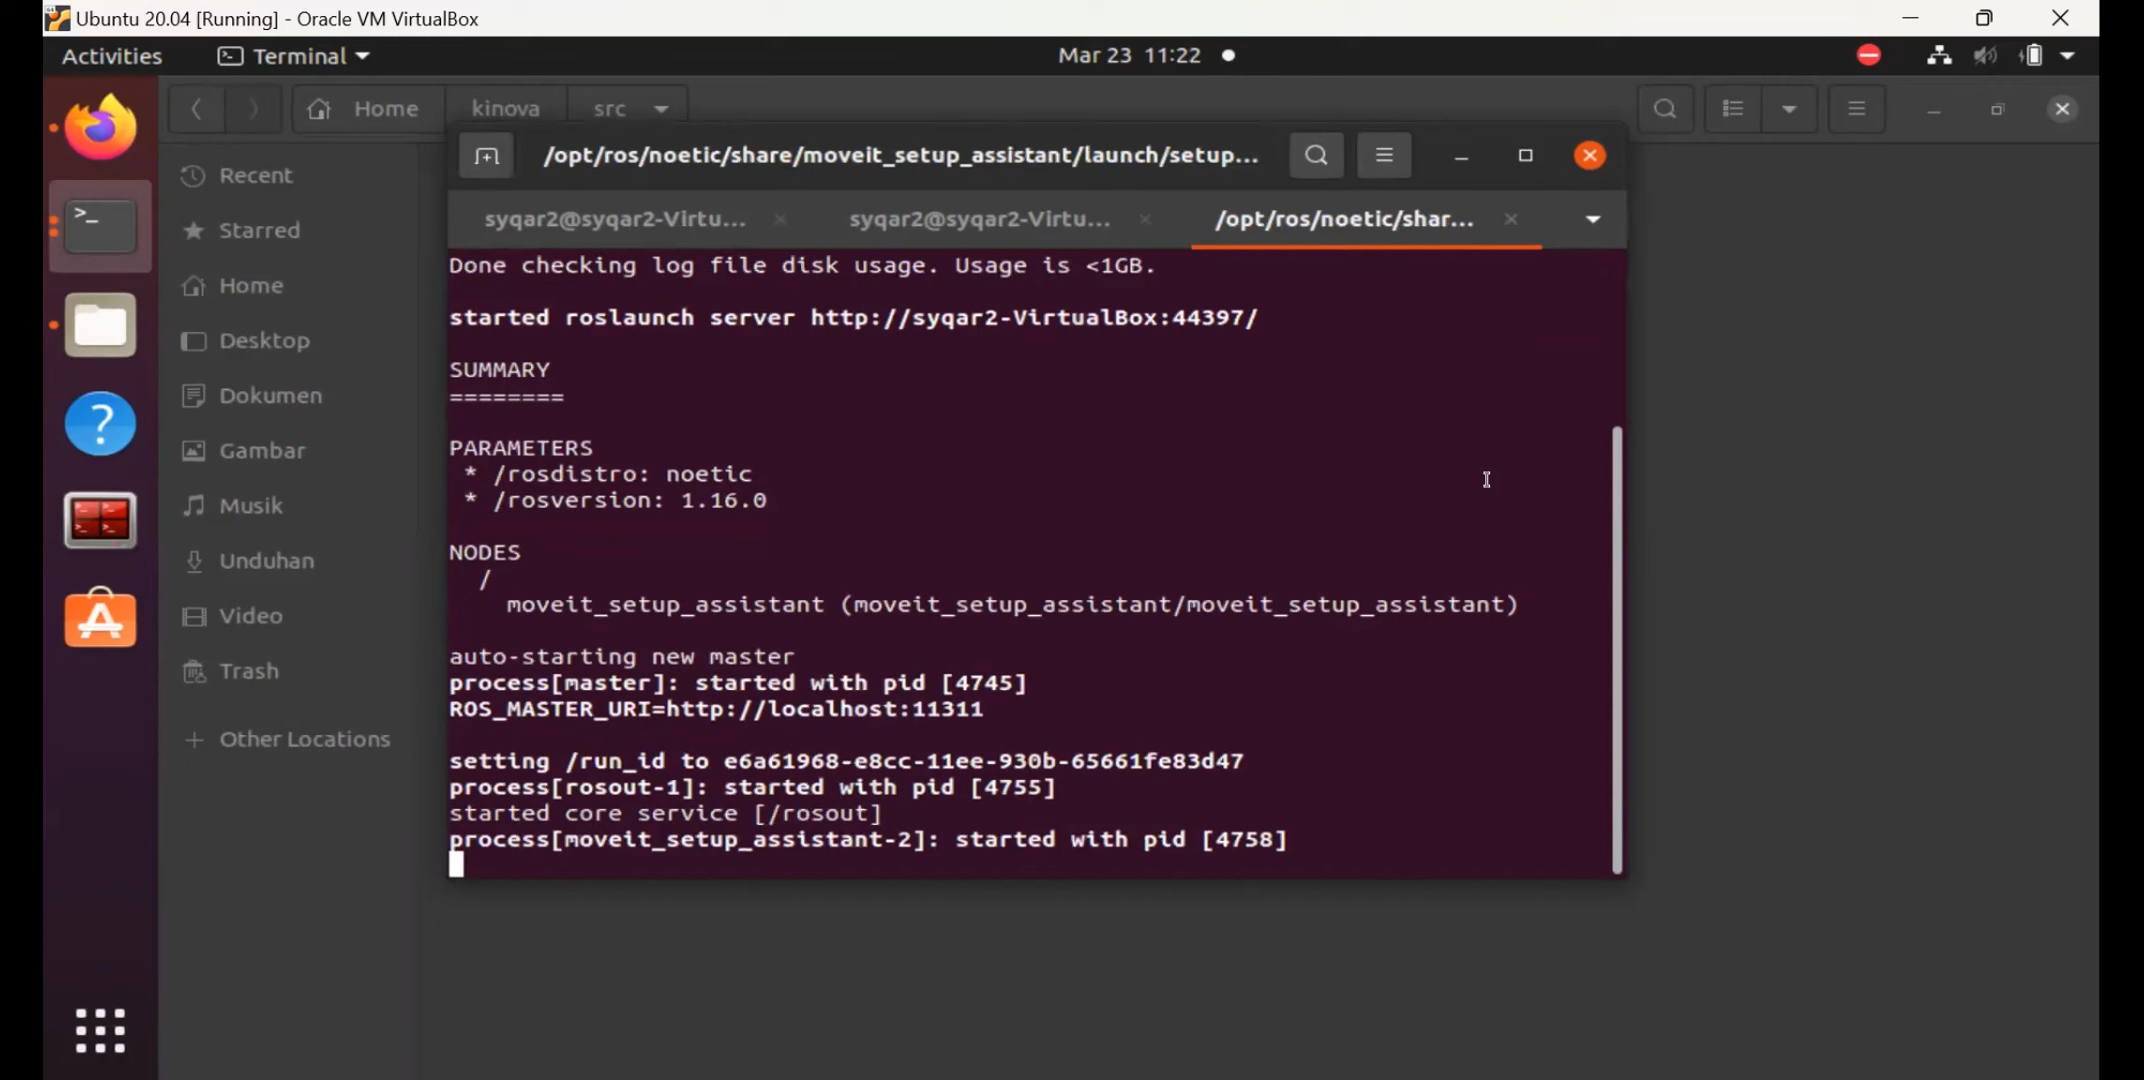 Ubuntu 20.04 [Running] - Oracle VM VirtualBox
Activities
Terminal
Mar 23 11:22
Home
kinova
src
Recent
Starred
Home
Desktop
Dokumen
Gambar
Musik
Unduhan
Video
Trash
+ Other Locations
/opt/ros/noetic/share/moveit_setup_assistant/launch/setup...
syqar2@syqar2-Virtu...
syqar2@syqar2-Virtu...
/opt/ros/noetic/shar...
Done checking log file disk usage. Usage is <1GB.
started roslaunch server http://syqar2-VirtualBox:44397/
SUMMARY
========
PARAMETERS
* /rosdistro: noetic
* /rosversion: 1.16.0
NODES
/
moveit_setup_assistant (moveit_setup_assistant/moveit_setup_assistant)
auto-starting new master
process[master]: started with pid [4745]
ROS_MASTER_URI=http://localhost:11311
setting /run_id to e6a61968-e8cc-11ee-930b-65661fe83d47
process[rosout-1]: started with pid [4755]
started core service [/rosout]
process[moveit_setup_assistant-2]: started with pid [4758]